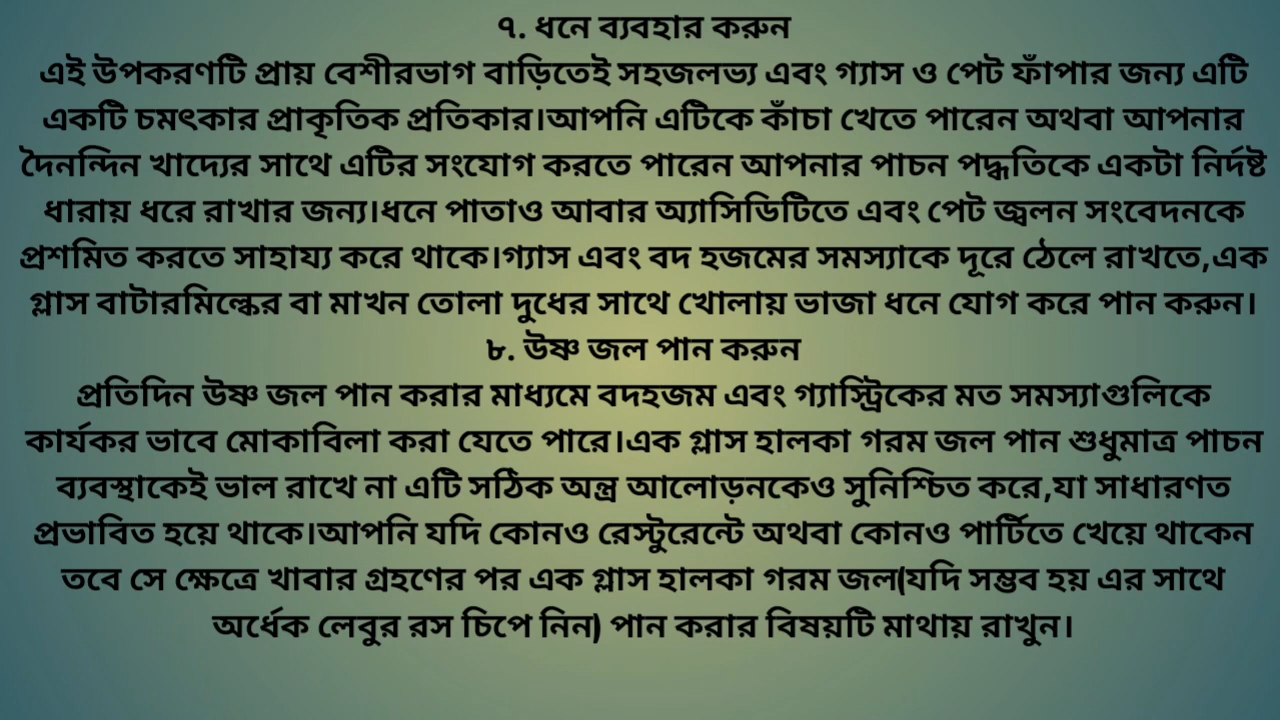 ৭. ধনে ব্যবহার করুন
এই উপকরণটি প্রায় বেশীরভাগ বাড়িতেই সহজলভ্য এবং গ্যাস ও পেট ফাঁপার জন্য এটি
একটি চমৎকার প্রাকৃতিক প্রতিকার।আপনি এটিকে কাঁচা খেতে পারেন অথবা আপনার
দৈনন্দিন খাদ্যের সাথে এটির সংযোগ করতে পারেন আপনার পাচন পদ্ধতিকে একটা নির্দষ্ট
ধারায় ধরে রাখার জন্য।ধনে পাতাও আবার অ্যাসিডিটিতে এবং পেট জ্বলন সংবেদনকে
প্রশমিত করতে সাহায্য করে থাকে।গ্যাস এবং বদ হজমের সমস্যাকে দূরে ঠেলে রাখতে,এক
গ্লাস বাটারমিল্কের বা মাখন তোলা দুধের সাথে খোলায় ভাজা ধনে যোগ করে পান করুন।
৮. উষ্ণ জল পান করুন
প্রতিদিন উষ্ণ জল পান করার মাধ্যমে বদহজম এবং গ্যাস্ট্রিকের মত সমস্যাগুলিকে
কার্যকর ভাবে মোকাবিলা করা যেতে পারে।এক গ্লাস হালকা গরম জল পান শুধুমাত্র পাচন
ব্যবস্থাকেই ভাল রাখে না এটি সঠিক অন্ত্র আলোড়নকেও সুনিশ্চিত করে,যা সাধারণত
প্রভাবিত হয়ে থাকে।আপনি যদি কোনও রেস্টুরেন্টে অথবা কোনও পার্টিতে খেয়ে থাকেন
তবে সে ক্ষেত্রে খাবার গ্রহণের পর এক গ্লাস হালকা গরম জল(যদি সম্ভব হয় এর সাথে
অর্ধেক লেবুর রস চিপে নিন) পান করার বিষয়টি মাথায় রাখুন।